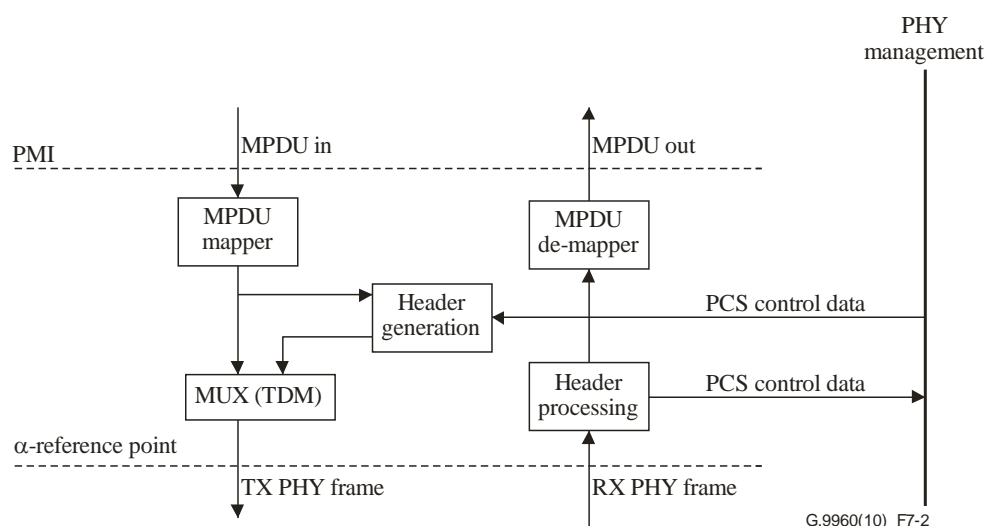 PHY
management
MPDU in
MPDU out
PMI
MPDU
mapper
MPDU
de-mapper
Header
generation
PCS control data
MUX (TDM)
Header
processing
PCS control data
α-reference point
TX PHY frame
RX PHY frame
G.9960(10)_F7-2